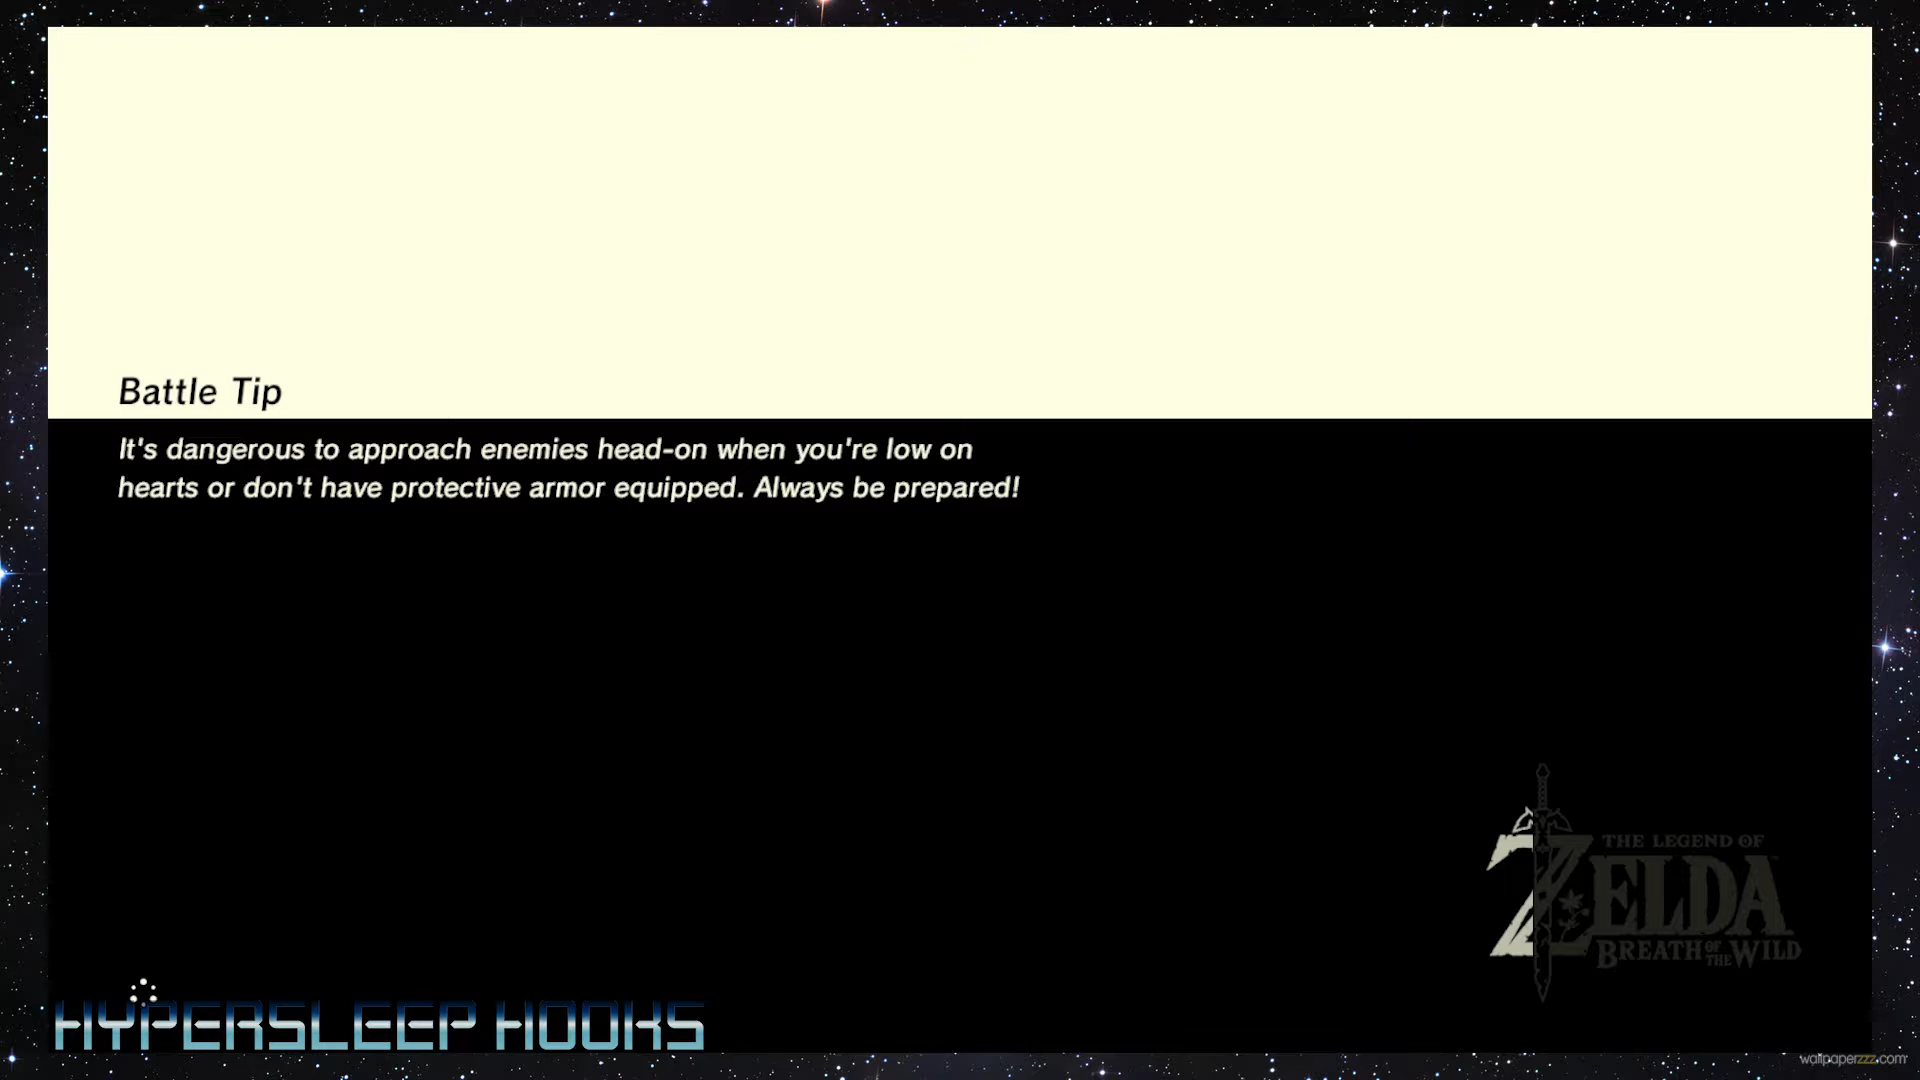 Battle Tip
It's dangerous to approach enemies head-on when you're low on
hearts or don't have protective armor equipped. Always be prepared!
THE LEGEND OF
ZELDA
BREATH OF THE WILD
HYPERSLEEP HOOKS
wallpaperzzz.com